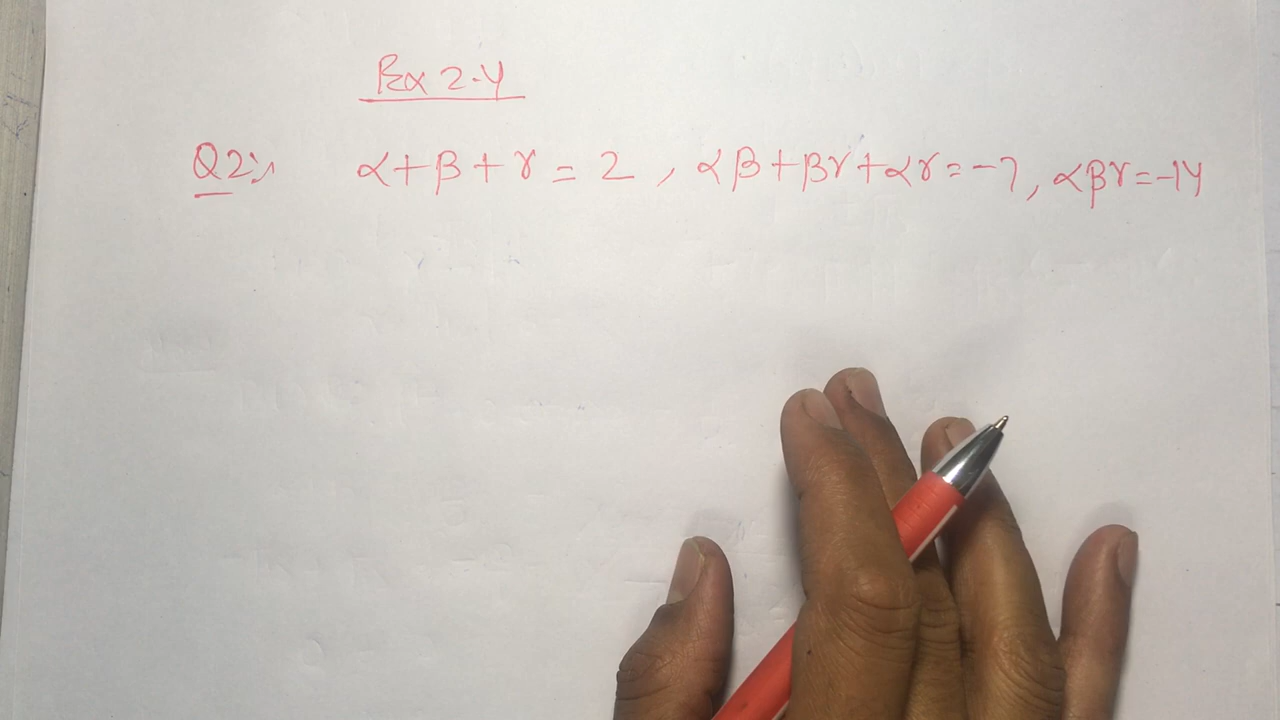 Ex 2.4
Q2:, α+β+γ = 2 , αβ+βγ+αγ=-7, αβγ=-14